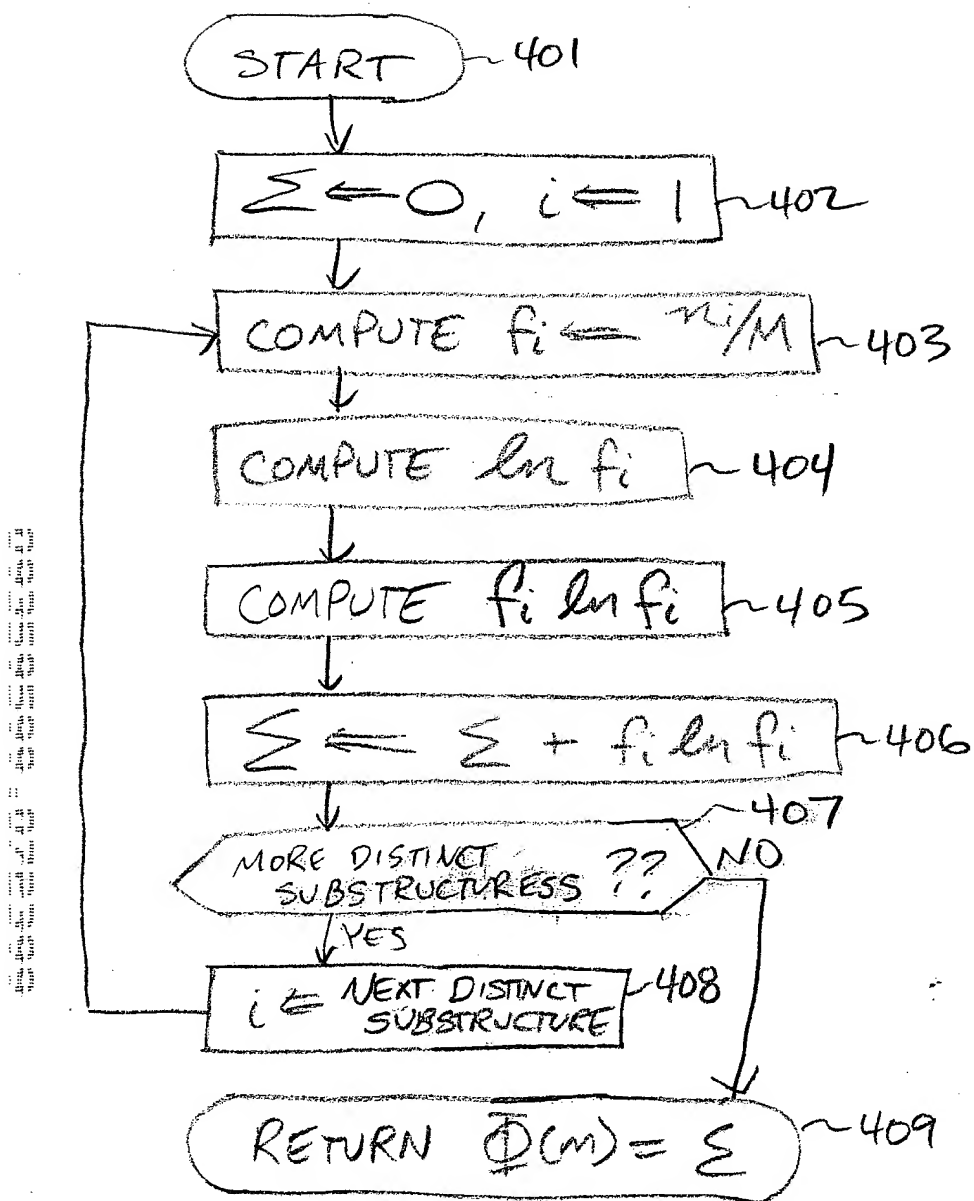 START ~401
Σ ⇐ 0, i ⇐ 1 ~402
COMPUTE fi ⇐ ni/M ~403
COMPUTE ln fi ~404
COMPUTE fi ln fi ~405
Σ ⇐ Σ + fi ln fi ~406
~407
MORE DISTINCT
SUBSTRUCTURESS ??
NO
YES
i ⇐ NEXT DISTINCT
SUBSTRUCTURE ~408
RETURN Φ(m) = Σ ~409